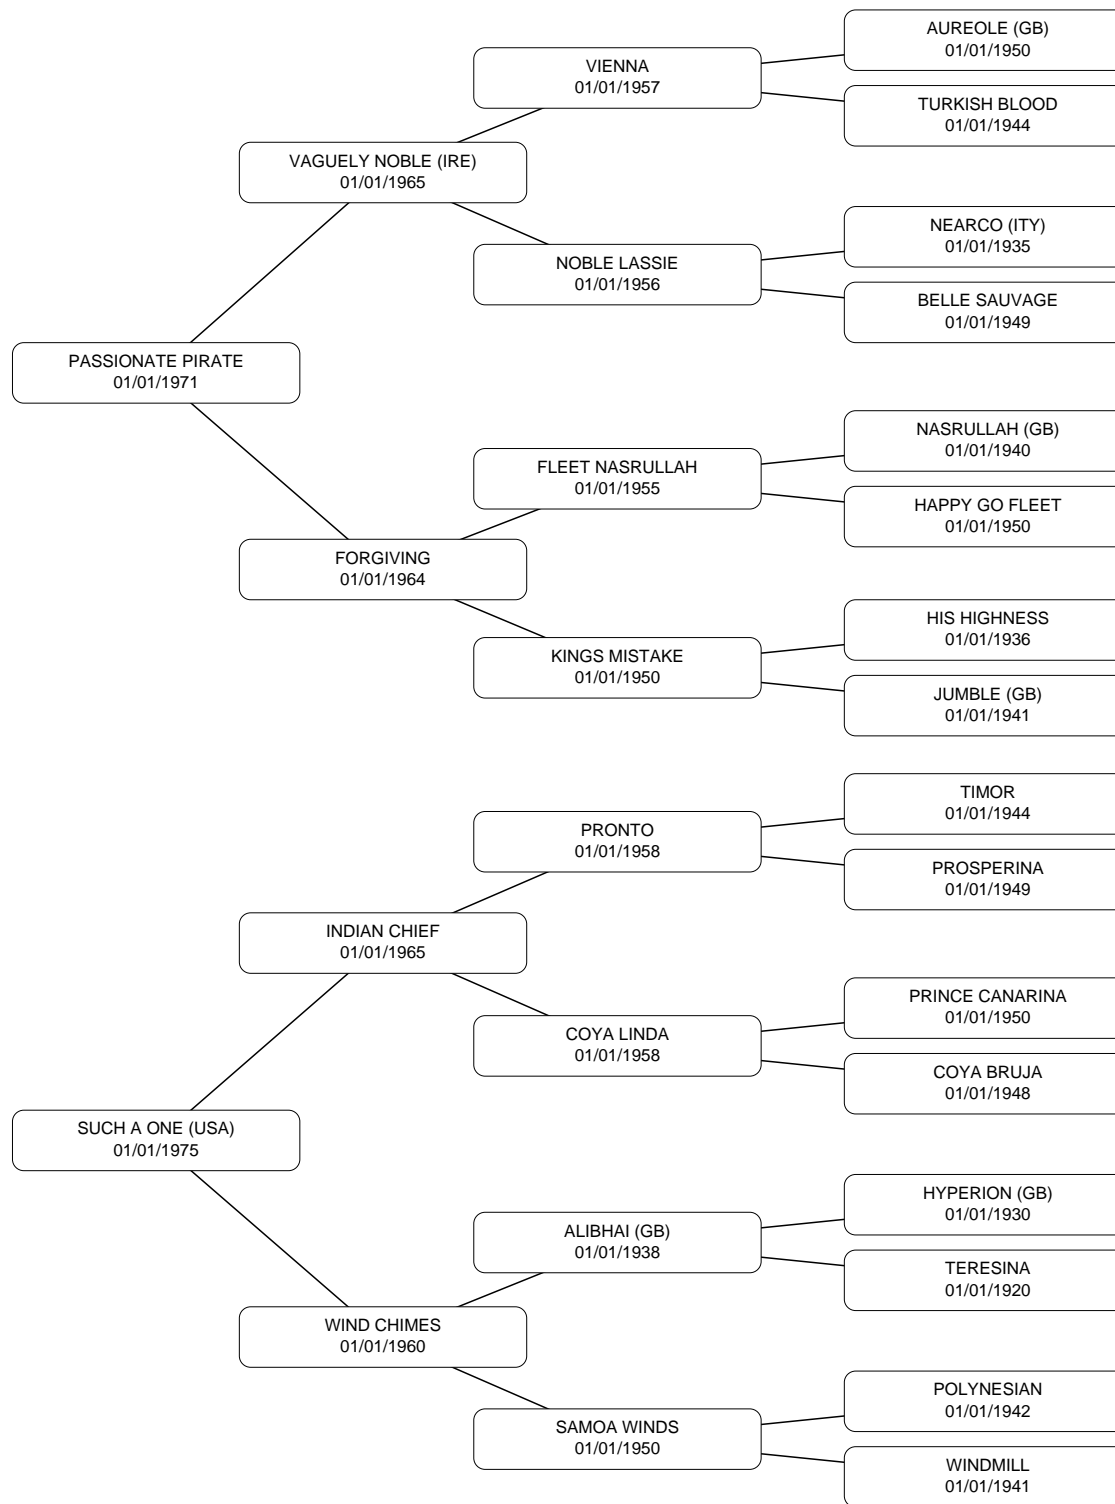 AUREOLE (GB)
01/01/1950
VIENNA
01/01/1957
TURKISH BLOOD
01/01/1944
VAGUELY NOBLE (IRE)
01/01/1965
NEARCO (ITY)
01/01/1935
NOBLE LASSIE
01/01/1956
BELLE SAUVAGE
01/01/1949
PASSIONATE PIRATE
01/01/1971
NASRULLAH (GB)
01/01/1940
FLEET NASRULLAH
01/01/1955
HAPPY GO FLEET
01/01/1950
FORGIVING
01/01/1964
HIS HIGHNESS
01/01/1936
KINGS MISTAKE
01/01/1950
JUMBLE (GB)
01/01/1941
TIMOR
01/01/1944
PRONTO
01/01/1958
PROSPERINA
01/01/1949
INDIAN CHIEF
01/01/1965
PRINCE CANARINA
01/01/1950
COYA LINDA
01/01/1958
COYA BRUJA
01/01/1948
SUCH A ONE (USA)
01/01/1975
HYPERION (GB)
01/01/1930
ALIBHAI (GB)
01/01/1938
TERESINA
01/01/1920
WIND CHIMES
01/01/1960
POLYNESIAN
01/01/1942
SAMOA WINDS
01/01/1950
WINDMILL
01/01/1941